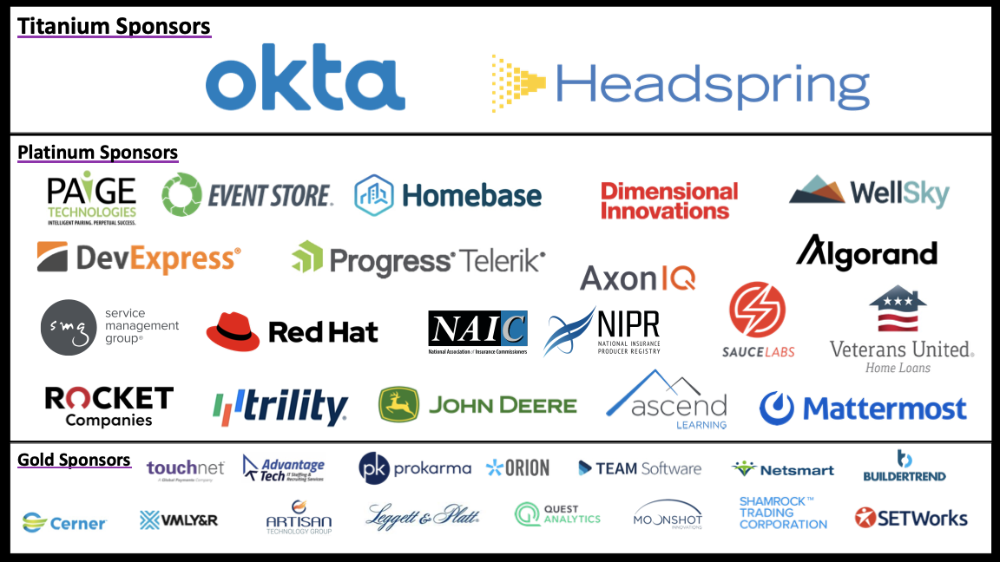 Titanium Sponsors
okta
Headspring
Platinum Sponsors
PAiGE
TECHNOLOGIES
INTELLIGENT PAIRING. PERPETUAL SUCCESS.
EVENT STORE.
Homebase
Dimensional
Innovations
WellSky
DevExpress®
Progress® Telerik®
AxonIQ
Algorand
smg
service
management
group®
Red Hat
NAIC
National Association of Insurance Commissioners
NIPR
NATIONAL INSURANCE
PRODUCER REGISTRY
SAUCELABS
Veterans United®
Home Loans
ROCKET
Companies
trility®
JOHN DEERE
ascend
LEARNING
Mattermost
Gold Sponsors
touchnet®
A Global Payments Company
Advantage
Tech
IT Staffing &
Recruiting Services
pk
prokarma
ORION
TEAM Software
Netsmart
b
BUILDERTREND
Cerner
VMLY&R
ARTISAN
TECHNOLOGY GROUP
Leggett & Platt®
QUEST
ANALYTICS
MOONSHOT
INNOVATIONS
SHAMROCK™
TRADING
CORPORATION
SETWorks